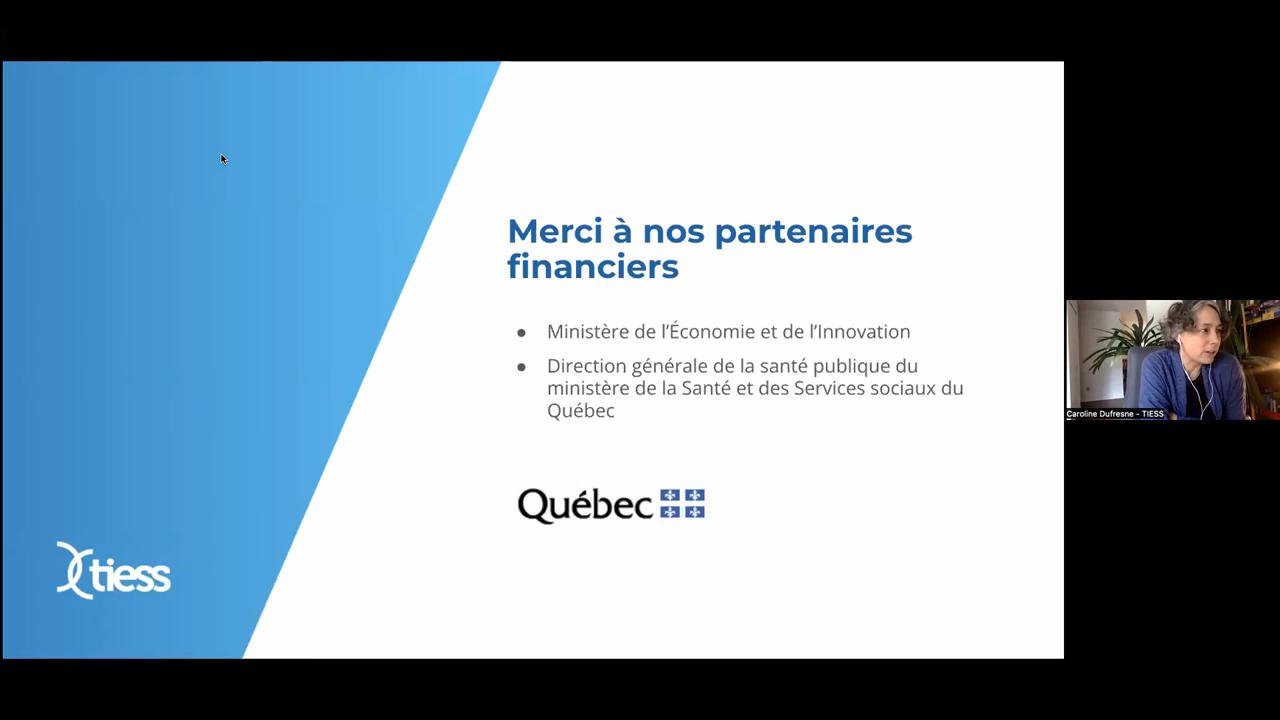 Merci à nos partenaires
financiers
● Ministère de l’Économie et de l’Innovation
● Direction générale de la santé publique du
ministère de la Santé et des Services sociaux du
Québec
Québec
tiess
Caroline Dufresne - TIESS